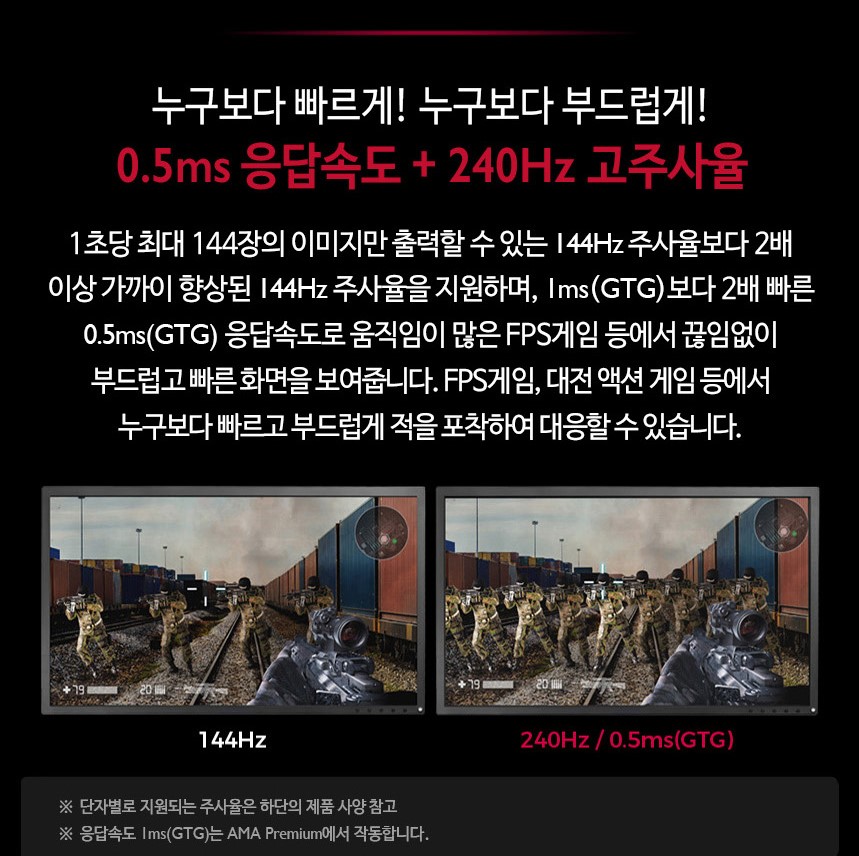 누구보다 빠르게! 누구보다 부드럽게!
0.5ms 응답속도 + 240Hz 고주사율
1초당 최대 144장의 이미지만 출력할 수 있는 144Hz 주사율보다 2배
이상 가까이 향상된 144Hz 주사율을 지원하며, 1ms(GTG)보다 2배 빠른
0.5ms(GTG) 응답속도로 움직임이 많은 FPS게임 등에서 끊임없이
부드럽고 빠른 화면을 보여줍니다. FPS게임, 대전 액션 게임 등에서
누구보다 빠르고 부드럽게 적을 포착하여 대응할 수 있습니다.
+ 79 20
+ 79 20
144Hz
240Hz / 0.5ms(GTG)
※ 단자별로 지원되는 주사율은 하단의 제품 사양 참고
※ 응답속도 1ms(GTG)는 AMA Premium에서 작동합니다.